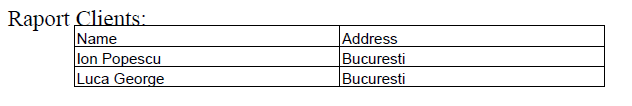 Raport Clients:
Name Address
Ion Popescu Bucuresti
Luca George Bucuresti